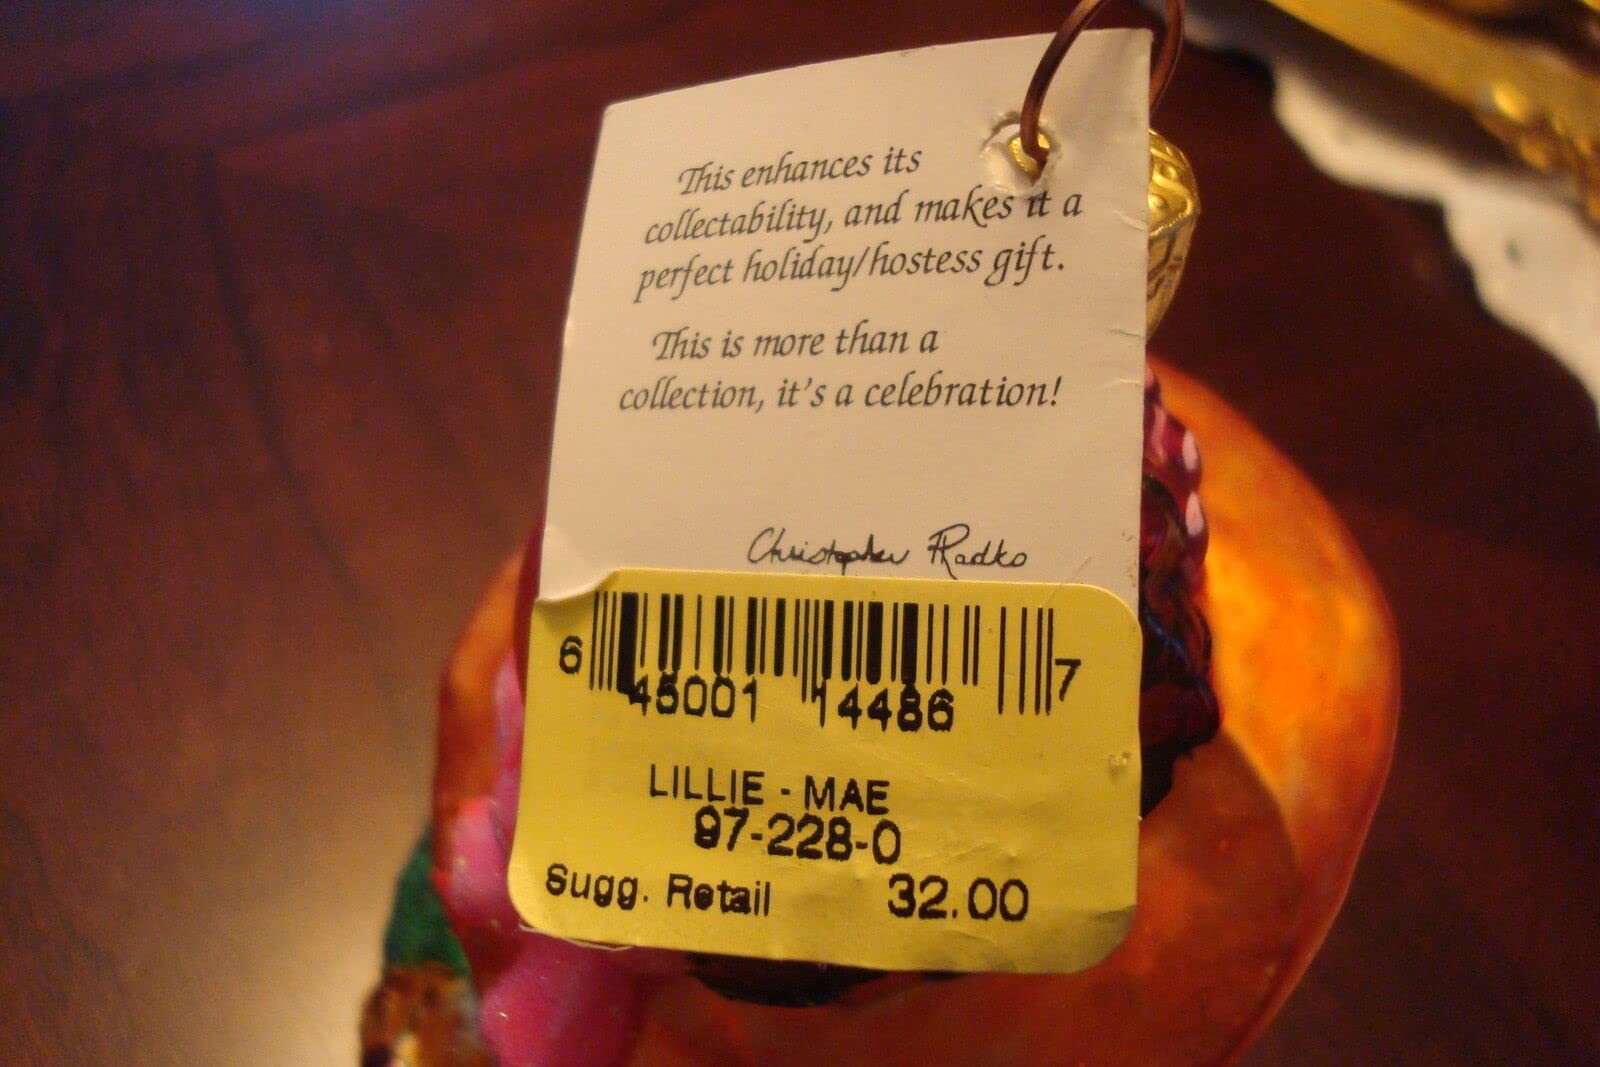 This enhances its
collectability, and makes it a
perfect holiday/hostess gift.
This is more than a
collection, it's a celebration!
Christopher Radko
6 45001 14486 7
LILLIE - MAE
97-228-0
Sugg. Retail 32.00